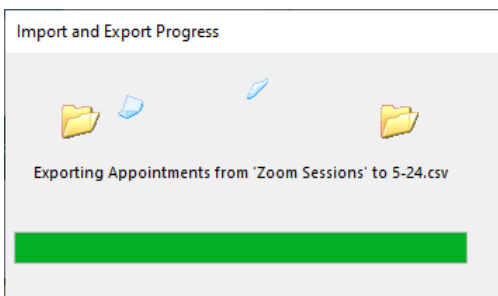 Import and Export Progress
Exporting Appointments from 'Zoom Sessions' to 5-24.csv